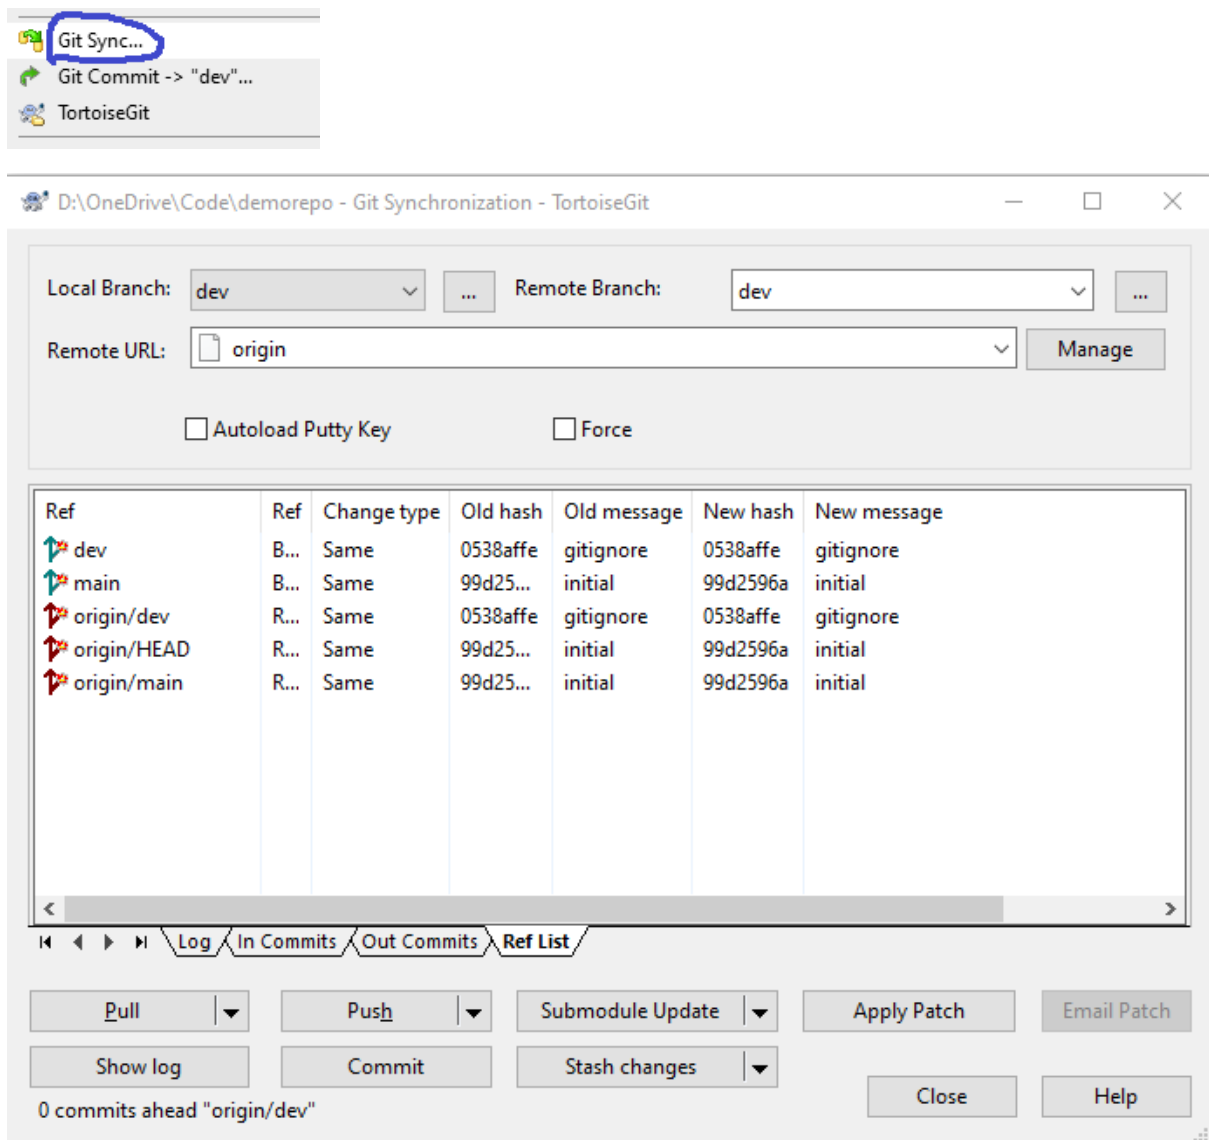 Git Sync...
Git Commit -> "dev"...
TortoiseGit
D:\OneDrive\Code\demorepo - Git Synchronization - TortoiseGit
Local Branch: dev ... Remote Branch: dev ...
Remote URL: origin Manage
Autoload Putty Key Force
Ref Ref Change type Old hash Old message New hash New message
dev B... Same 0538affe gitignore 0538affe gitignore
main B... Same 99d25... initial 99d2596a initial
origin/dev R... Same 0538affe gitignore 0538affe gitignore
origin/HEAD R... Same 99d25... initial 99d2596a initial
origin/main R... Same 99d25... initial 99d2596a initial
Log In Commits Out Commits Ref List
Pull Push Submodule Update Apply Patch Email Patch
Show log Commit Stash changes
Close Help
0 commits ahead "origin/dev"